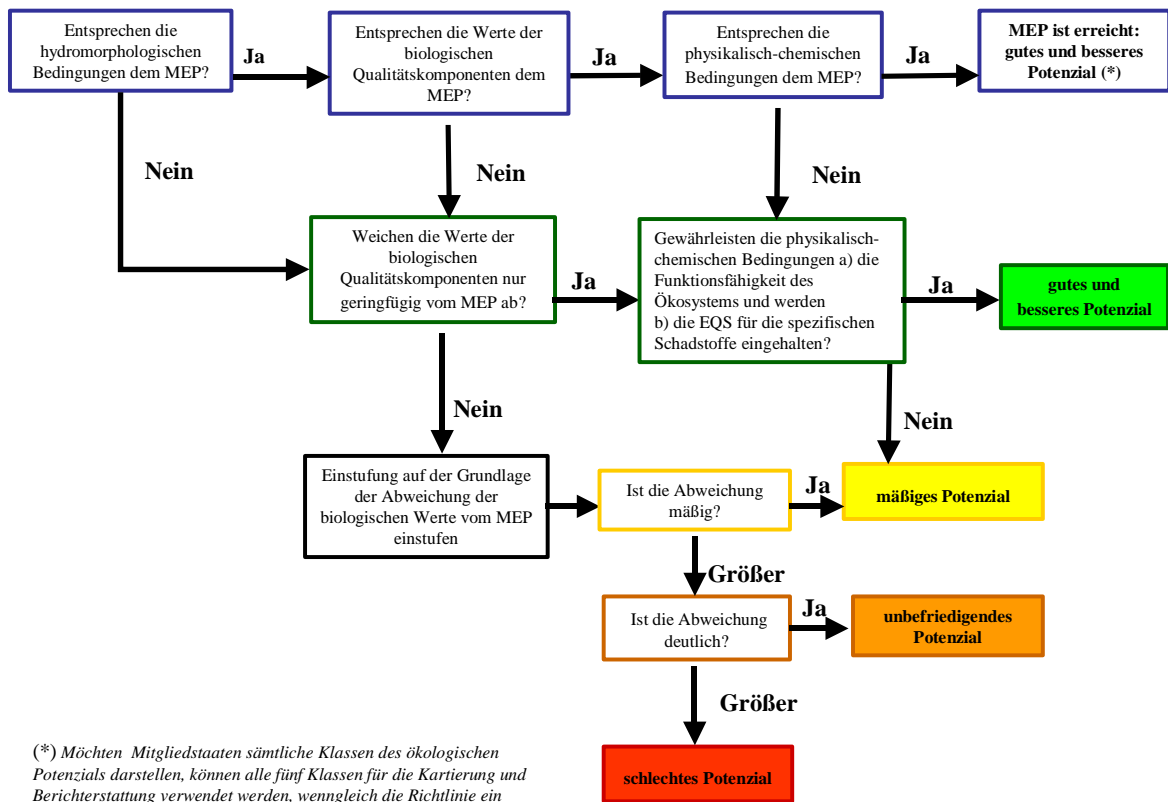 Entsprechen die
hydromorphologischen
Bedingungen dem MEP?
Ja
Entsprechen die Werte der
biologischen
Qualitätskomponenten dem
MEP?
Ja
Entsprechen die
physikalisch-chemischen
Bedingungen dem MEP?
Ja
MEP ist erreicht:
gutes und besseres
Potenzial (*)
Nein
Nein
Nein
Weichen die Werte der
biologischen
Qualitätskomponenten nur
geringfügig vom MEP ab?
Ja
Gewährleisten die physikalisch-
chemischen Bedingungen a) die
Funktionsfähigkeit des
Ökosystems und werden
b) die EQS für die spezifischen
Schadstoffe eingehalten?
Ja
gutes und
besseres Potenzial
Nein
Nein
Einstufung auf der Grundlage
der Abweichung der
biologischen Werte vom MEP
einstufen
Ist die Abweichung
mäßig?
Ja
mäßiges Potenzial
Größer
Ist die Abweichung
deutlich?
Ja
unbefriedigendes
Potenzial
Größer
schlechtes Potenzial
(*) Möchten Mitgliedstaaten sämtliche Klassen des ökologischen
Potenzials darstellen, können alle fünf Klassen für die Kartierung und
Berichterstattung verwendet werden, wenngleich die Richtlinie ein